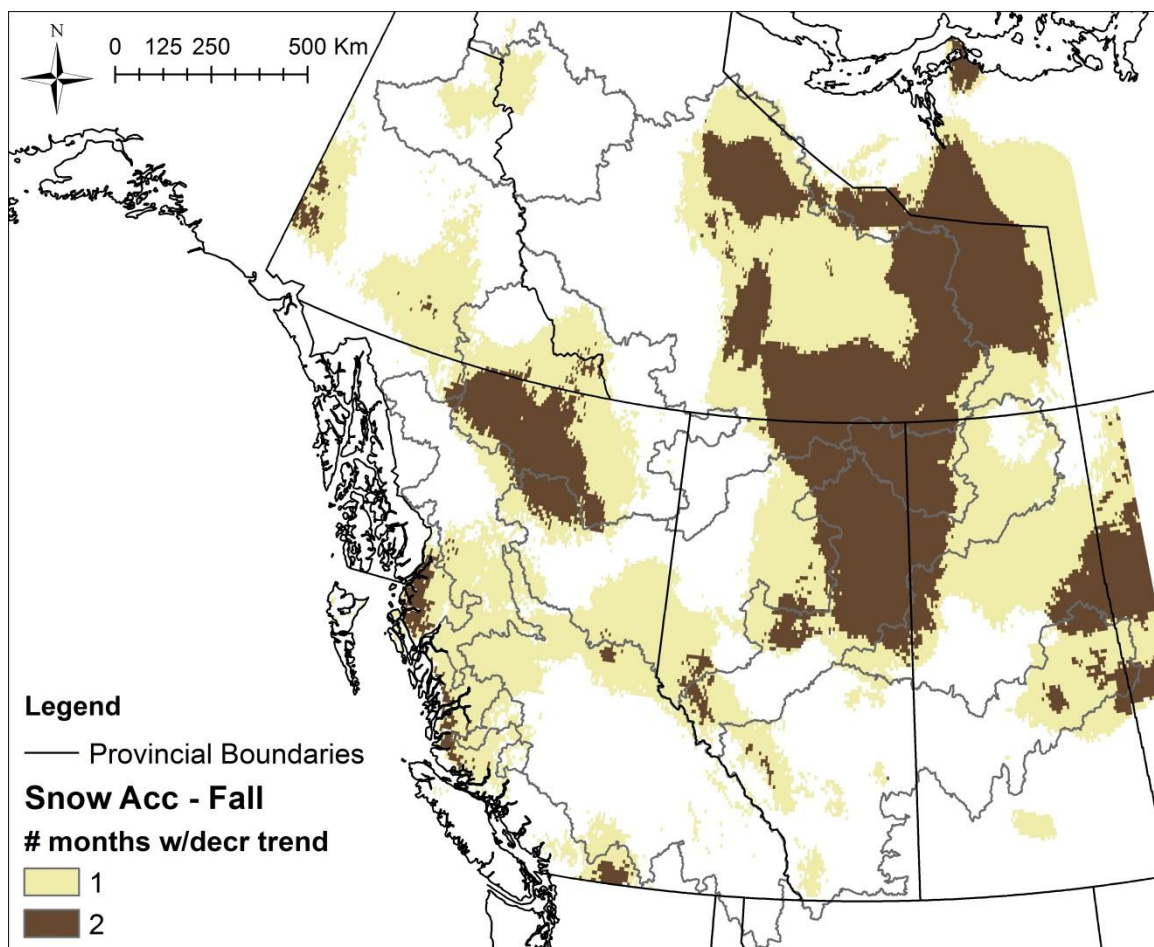 N
0 125 250 500 Km
Legend
Provincial Boundaries
Snow Acc - Fall
# months w/decr trend
1
2